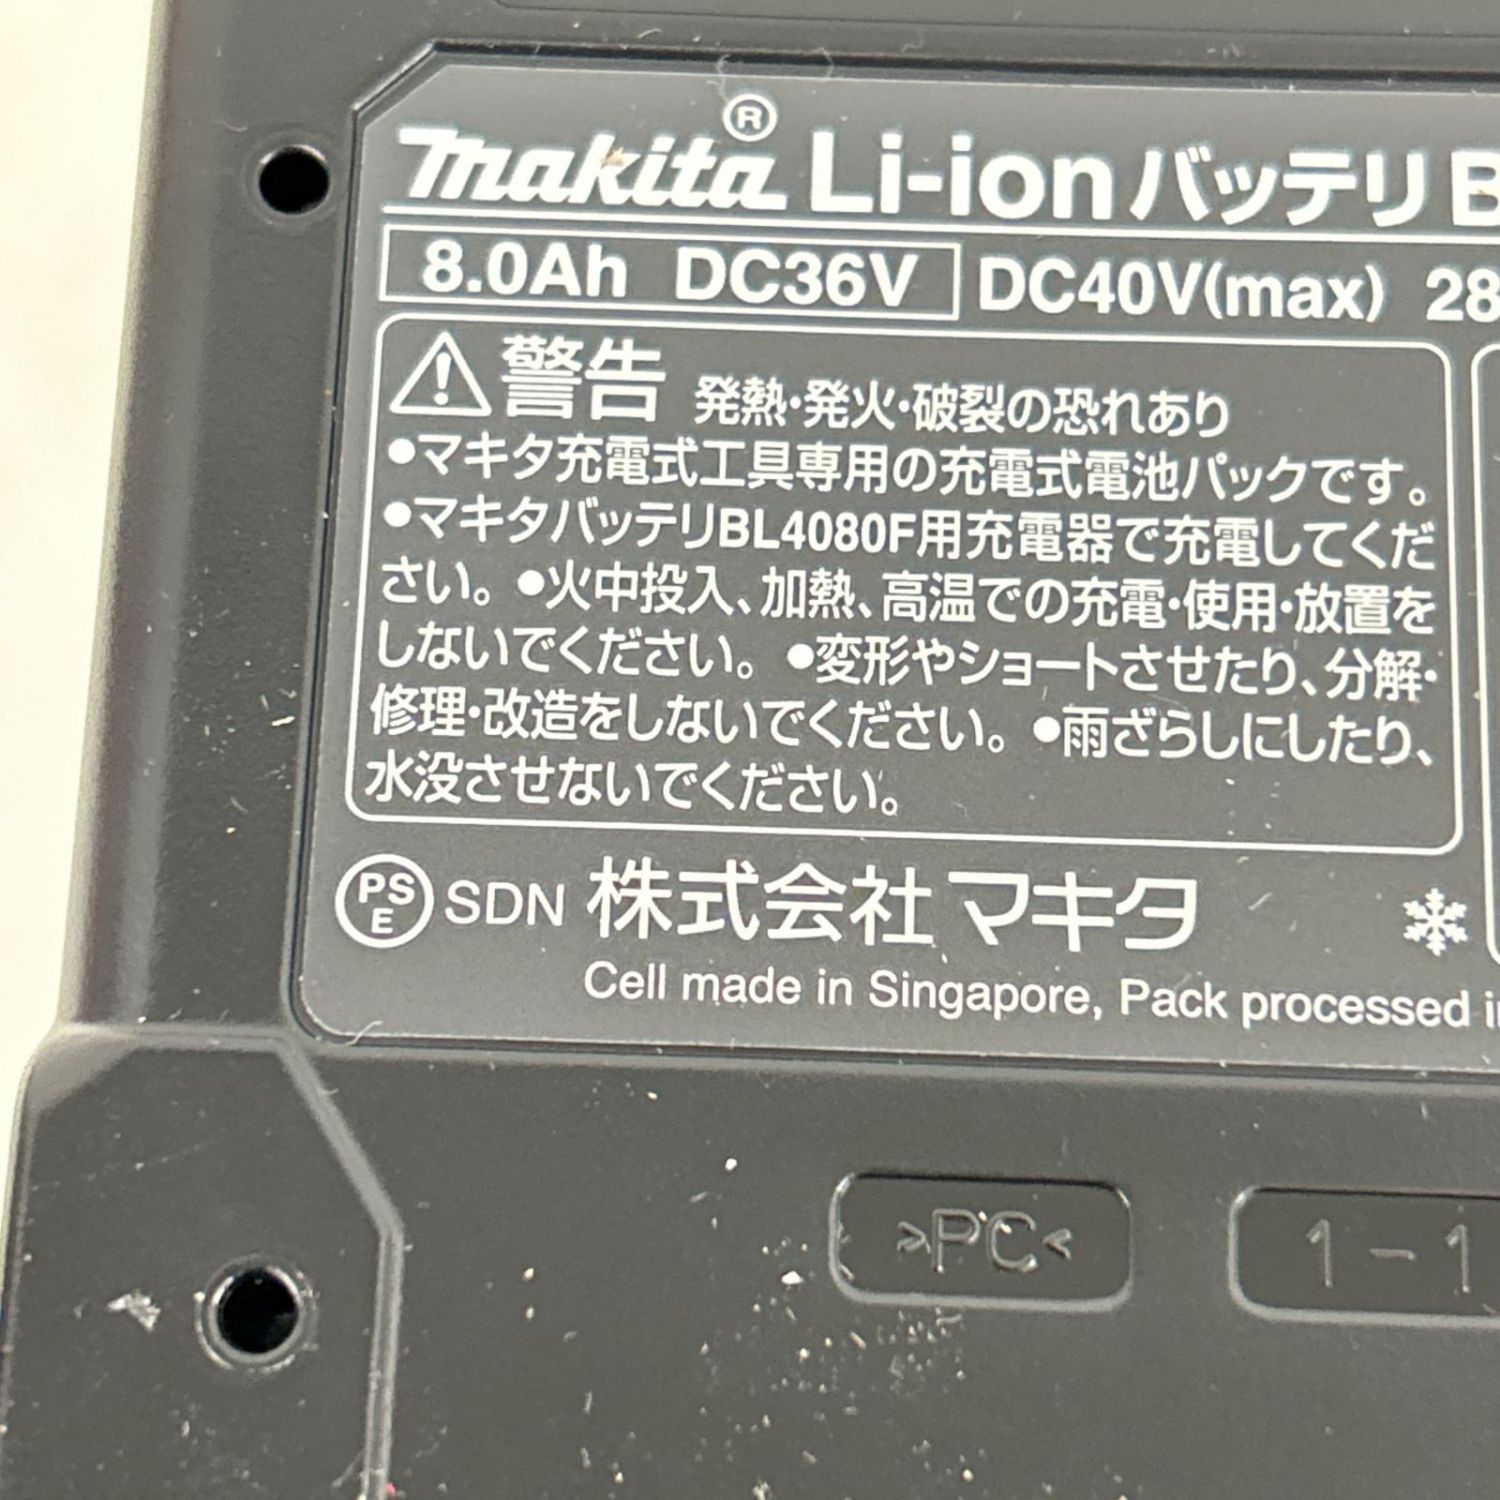 makita® Li-ion バッテリ
8.0Ah DC36V DC40V(max)
警告 発熱・発火・破裂の恐れあり
●マキタ充電式工具専用の充電式電池パックです。
●マキタバッテリBL4080F用充電器で充電してくだ
さい。 ●火中投入、加熱、高温での充電・使用・放置を
しないでください。 ●変形やショートさせたり、分解・
修理・改造をしないでください。 ●雨ざらしにしたり、
水没させないでください。
PS
E SDN 株式会社 マキタ
Cell made in Singapore, Pack processed
>PC< 1-1